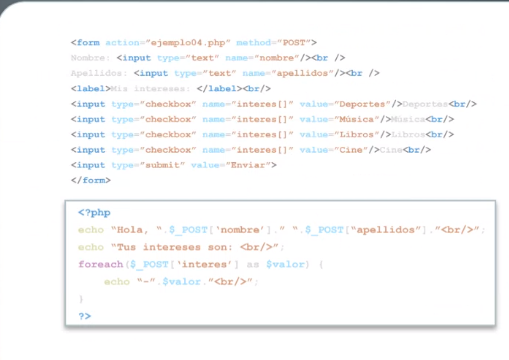 <form action="ejemplo04.php" method="POST">
Nombre: <input type="text" name="nombre"/><br />
Apellidos: <input type="text" name="apellidos"/><br />
<label>Mis intereses: </label><br/>
<input type="checkbox" name="interes[]" value="Deportes"/>Deportes<br/>
<input type="checkbox" name="interes[]" value="Música"/>Música<br/>
<input type="checkbox" name="interes[]" value="Libros"/>Libros<br/>
<input type="checkbox" name="interes[]" value="Cine"/>Cine<br/>
<input type="submit" value="Enviar">
</form>
<?php
echo "Hola, ".$_POST['nombre']." ".$_POST["apellidos"]."<br/>";
echo "Tus intereses son: <br/>";
foreach($_POST['interes'] as $valor) {
echo "-".$valor."<br/>";
}
?>